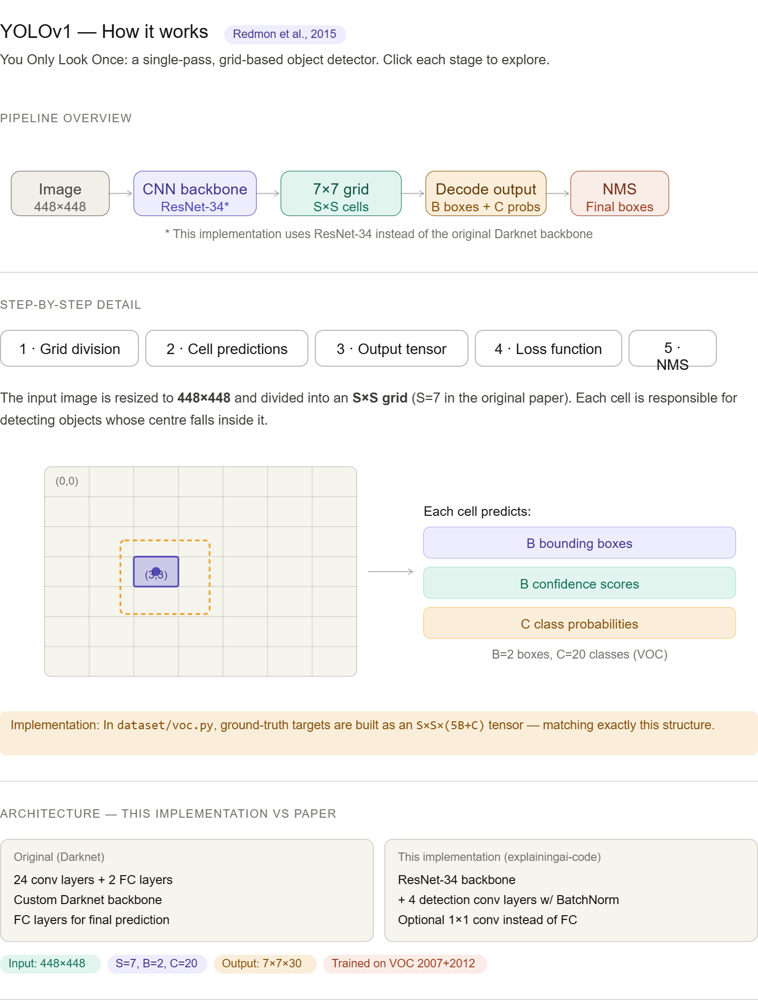 YOLOv1 — How it works
Redmon et al., 2015
You Only Look Once: a single-pass, grid-based object detector. Click each stage to explore.
PIPELINE OVERVIEW
Image
448×448
CNN backbone
ResNet-34*
7×7 grid
S×S cells
Decode output
B boxes + C probs
NMS
Final boxes
* This implementation uses ResNet-34 instead of the original Darknet backbone
STEP-BY-STEP DETAIL
1 · Grid division
2 · Cell predictions
3 · Output tensor
4 · Loss function
5 ·
NMS
The input image is resized to 448×448 and divided into an S×S grid (S=7 in the original paper). Each cell is responsible for
detecting objects whose centre falls inside it.
(0,0)
(3,3)
Each cell predicts:
B bounding boxes
B confidence scores
C class probabilities
B=2 boxes, C=20 classes (VOC)
Implementation: In dataset/voc.py, ground-truth targets are built as an S×S×(5B+C) tensor — matching exactly this structure.
ARCHITECTURE — THIS IMPLEMENTATION VS PAPER
Original (Darknet)
24 conv layers + 2 FC layers
Custom Darknet backbone
FC layers for final prediction
This implementation (explainingai-code)
ResNet-34 backbone
+ 4 detection conv layers w/ BatchNorm
Optional 1×1 conv instead of FC
Input: 448×448
S=7, B=2, C=20
Output: 7×7×30
Trained on VOC 2007+2012